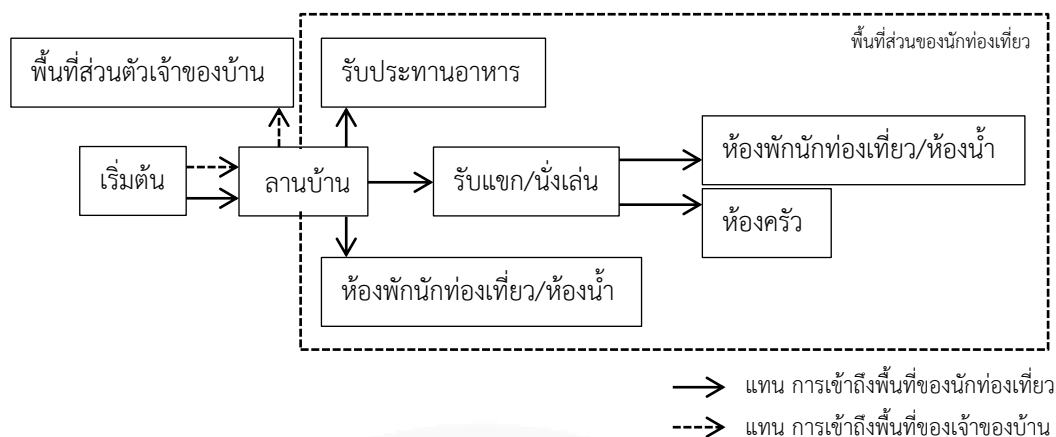 พื้นที่ส่วนของนักท่องเที่ยว
พื้นที่ส่วนตัวเจ้าของบ้าน
รับประทานอาหาร
เริ่มต้น
ลานบ้าน
รับแขก/นั่งเล่น
ห้องพักนักท่องเที่ยว/ห้องน้ำ
ห้องครัว
ห้องพักนักท่องเที่ยว/ห้องน้ำ
แทน การเข้าถึงพื้นที่ของนักท่องเที่ยว
แทน การเข้าถึงพื้นที่ของเจ้าของบ้าน